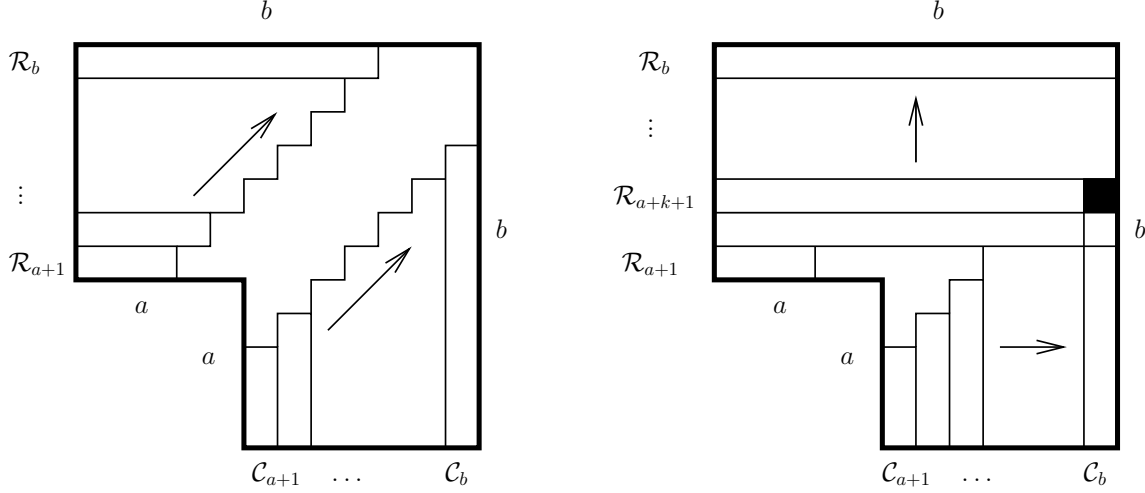 b
b
ℛ_b
ℛ_b
⋮
⋮
ℛ_{a+k+1}
b
b
ℛ_{a+1}
ℛ_{a+1}
a
a
a
a
𝒞_{a+1} ... 𝒞_b
𝒞_{a+1} ... 𝒞_b